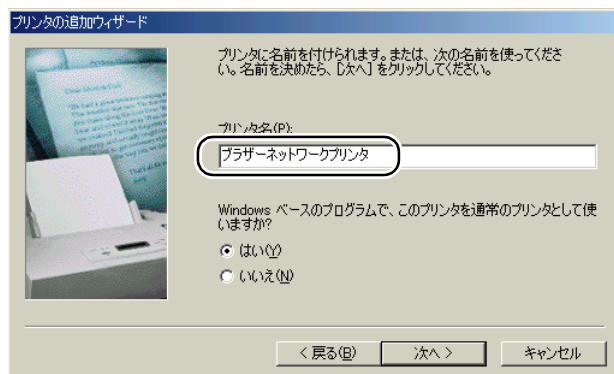 プリンタの追加ウィザード
プリンタに名前を付けられます。または、次の名前を使ってくださ
い。名前を決めたら、[次へ] をクリックしてください。
プリンタ名(P):
ブラザーネットワークプリンタ
Windows ベースのプログラムで、このプリンタを通常のプリンタとして使
いますか?
はい(Y)
いいえ(N)
< 戻る(B)
次へ >
キャンセル